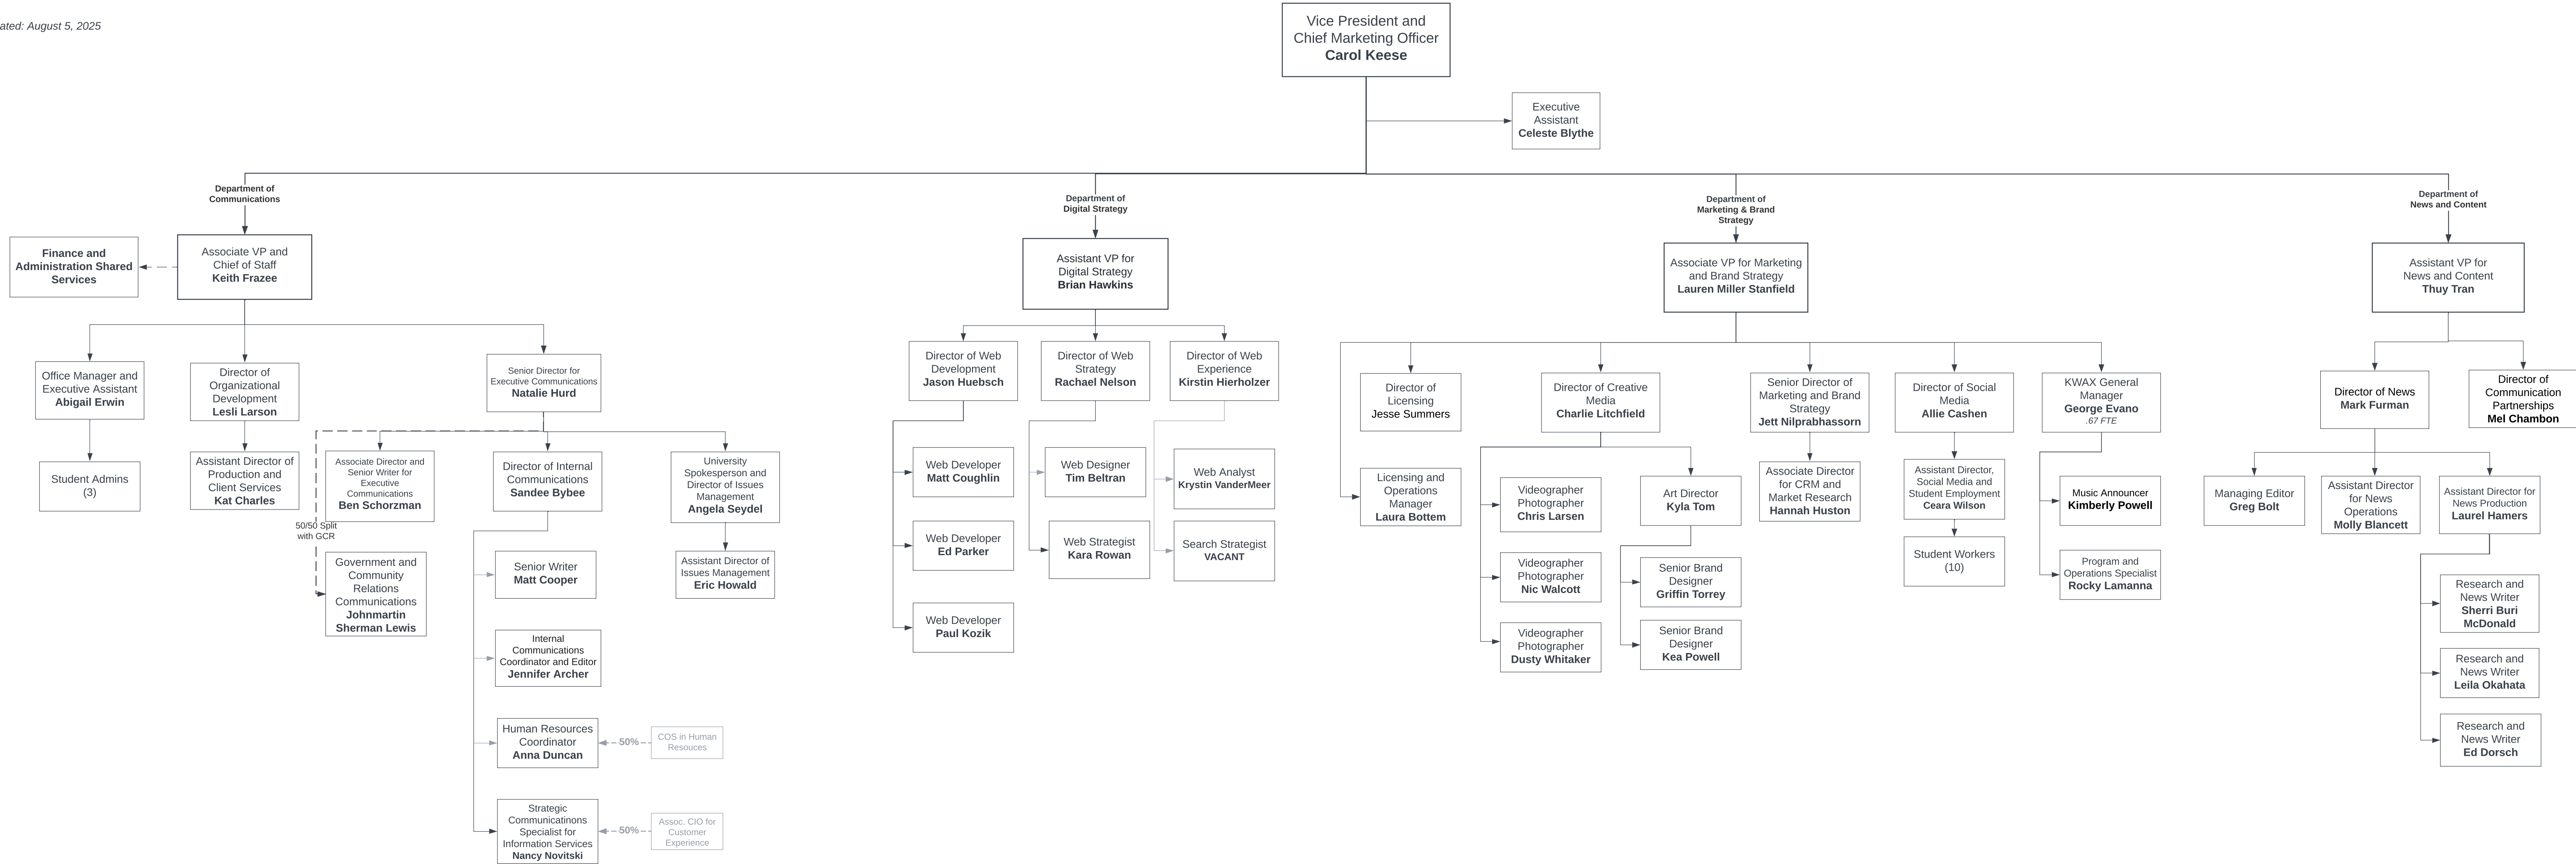 ated: August 5, 2025
Vice President and
Chief Marketing Officer
Carol Keese
Executive
Assistant
Celeste Blythe
Department of
Communications
Finance and
Administration Shared
Services
Associate VP and
Chief of Staff
Keith Frazee
Office Manager and
Executive Assistant
Abigail Erwin
Student Admins
(3)
Director of
Organizational
Development
Lesli Larson
Assistant Director of
Production and
Client Services
Kat Charles
Senior Director for
Executive Communications
Natalie Hurd
Associate Director and
Senior Writer for
Executive
Communications
Ben Schorzman
50/50 Split
with GCR
Government and
Community
Relations
Communications
Johnmartin
Sherman Lewis
Director of Internal
Communications
Sandee Bybee
Senior Writer
Matt Cooper
Internal
Communications
Coordinator and Editor
Jennifer Archer
Human Resources
Coordinator
Anna Duncan
50%
COS in Human
Resouces
Strategic
Communicatinons
Specialist for
Information Services
Nancy Novitski
50%
Assoc. CIO for
Customer
Experience
University
Spokesperson and
Director of Issues
Management
Angela Seydel
Assistant Director of
Issues Management
Eric Howald
Department of
Digital Strategy
Assistant VP for
Digital Strategy
Brian Hawkins
Director of Web
Development
Jason Huebsch
Web Developer
Matt Coughlin
Web Developer
Ed Parker
Web Developer
Paul Kozik
Director of Web
Strategy
Rachael Nelson
Web Designer
Tim Beltran
Web Strategist
Kara Rowan
Director of Web
Experience
Kirstin Hierholzer
Web Analyst
Krystin VanderMeer
Search Strategist
VACANT
Department of
Marketing & Brand
Strategy
Associate VP for Marketing
and Brand Strategy
Lauren Miller Stanfield
Director of
Licensing
Jesse Summers
Licensing and
Operations
Manager
Laura Bottem
Director of Creative
Media
Charlie Litchfield
Videographer
Photographer
Chris Larsen
Videographer
Photographer
Nic Walcott
Videographer
Photographer
Dusty Whitaker
Art Director
Kyla Tom
Senior Brand
Designer
Griffin Torrey
Senior Brand
Designer
Kea Powell
Senior Director of
Marketing and Brand
Strategy
Jett Nilprabhassorn
Associate Director
for CRM and
Market Research
Hannah Huston
Director of Social
Media
Allie Cashen
Assistant Director,
Social Media and
Student Employment
Ceara Wilson
Student Workers
(10)
KWAX General
Manager
George Evano
.67 FTE
Music Announcer
Kimberly Powell
Program and
Operations Specialist
Rocky Lamanna
Department of
News and Content
Assistant VP for
News and Content
Thuy Tran
Director of News
Mark Furman
Director of
Communication
Partnerships
Mel Chambon
Managing Editor
Greg Bolt
Assistant Director
for News
Operations
Molly Blancett
Assistant Director for
News Production
Laurel Hamers
Research and
News Writer
Sherri Buri
McDonald
Research and
News Writer
Leila Okahata
Research and
News Writer
Ed Dorsch